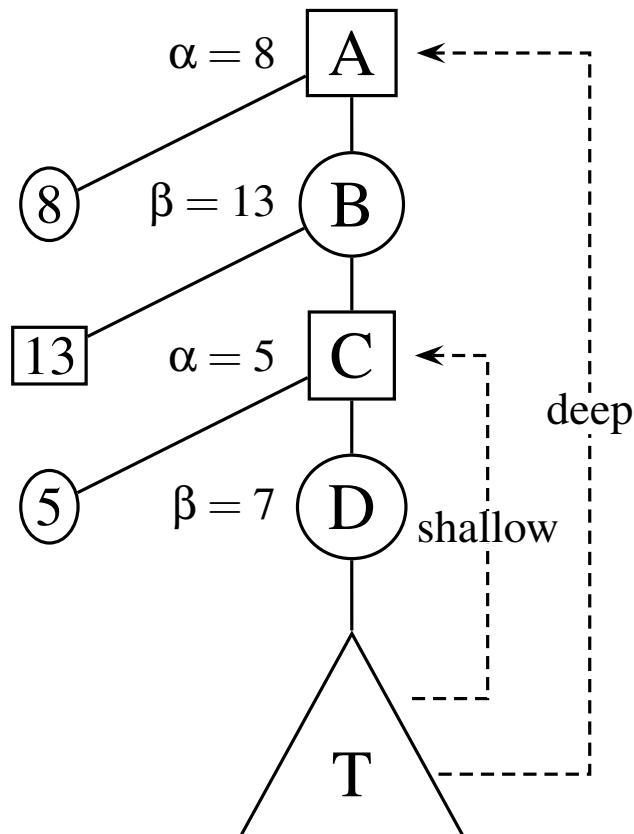 α = 8 A
8 β = 13 B
13 α = 5 C
deep
5 β = 7 D
shallow
T